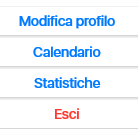 Modifica profilo
Calendario
Statistiche
Esci